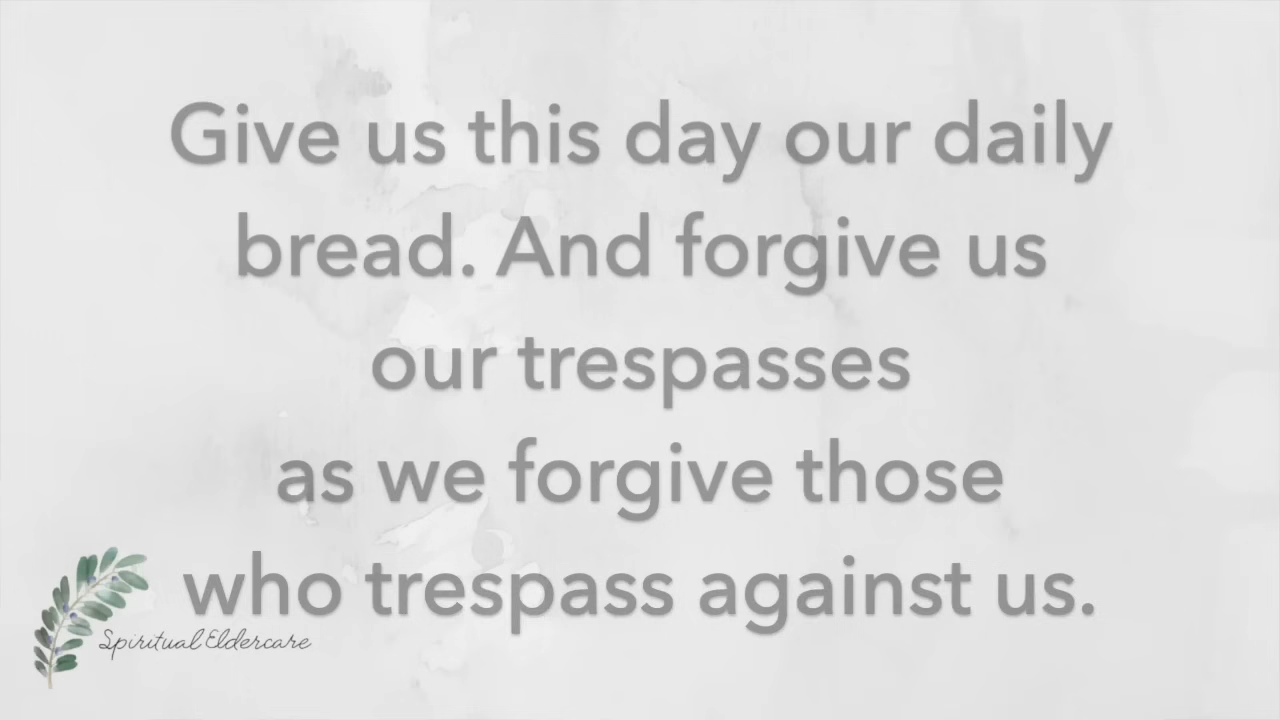 Give us this day our daily
bread. And forgive us
our trespasses
as we forgive those
who trespass against us.
Spiritual Eldercare